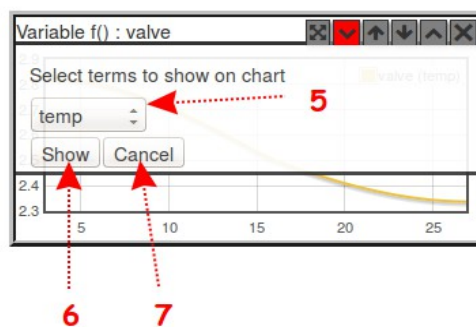 Variable f() : valve
2.9
Select terms to show on chart
valve (temp)
temp
5
Show Cancel
2.4
2.3
5 10 15 20 25
6 7